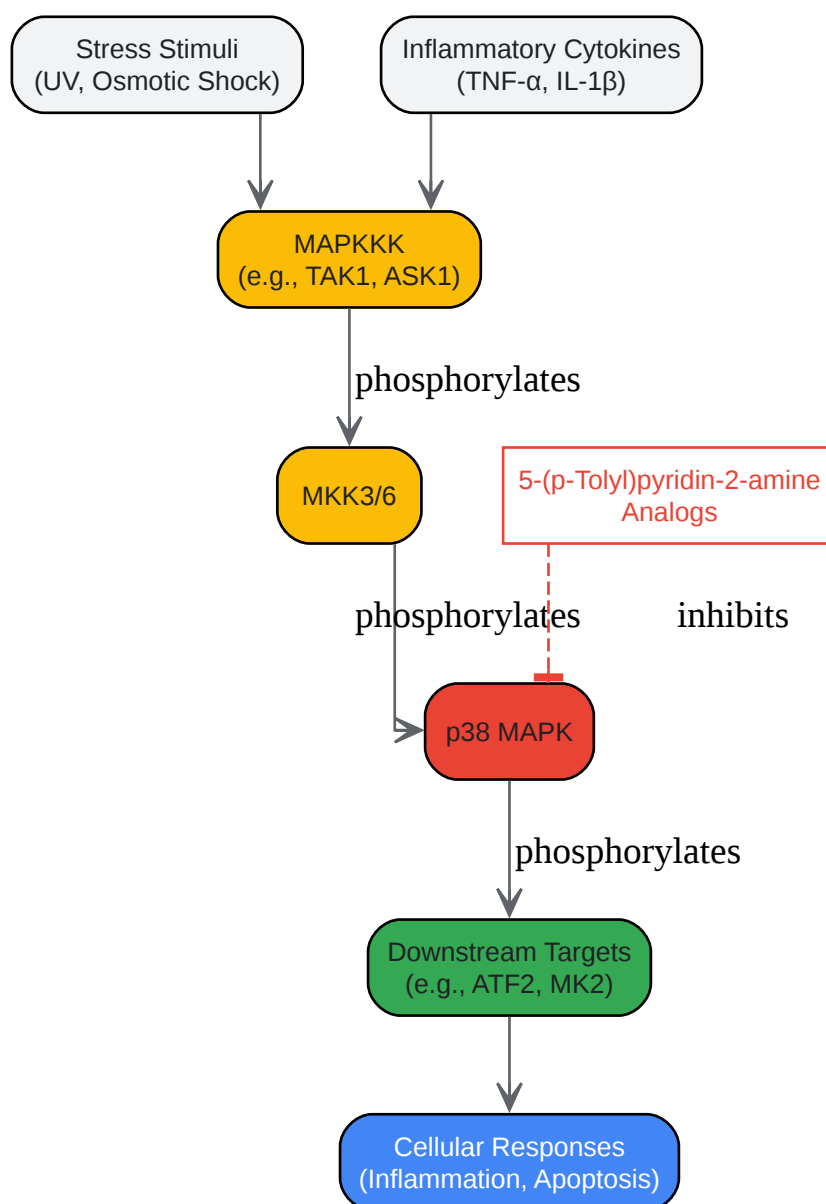 Stress Stimuli
(UV, Osmotic Shock)
Inflammatory Cytokines
(TNF-α, IL-1β)
MAPKKK
(e.g., TAK1, ASK1)
phosphorylates
MKK3/6
5-(p-Tolyl)pyridin-2-amine
Analogs
phosphorylates
inhibits
p38 MAPK
phosphorylates
Downstream Targets
(e.g., ATF2, MK2)
Cellular Responses
(Inflammation, Apoptosis)